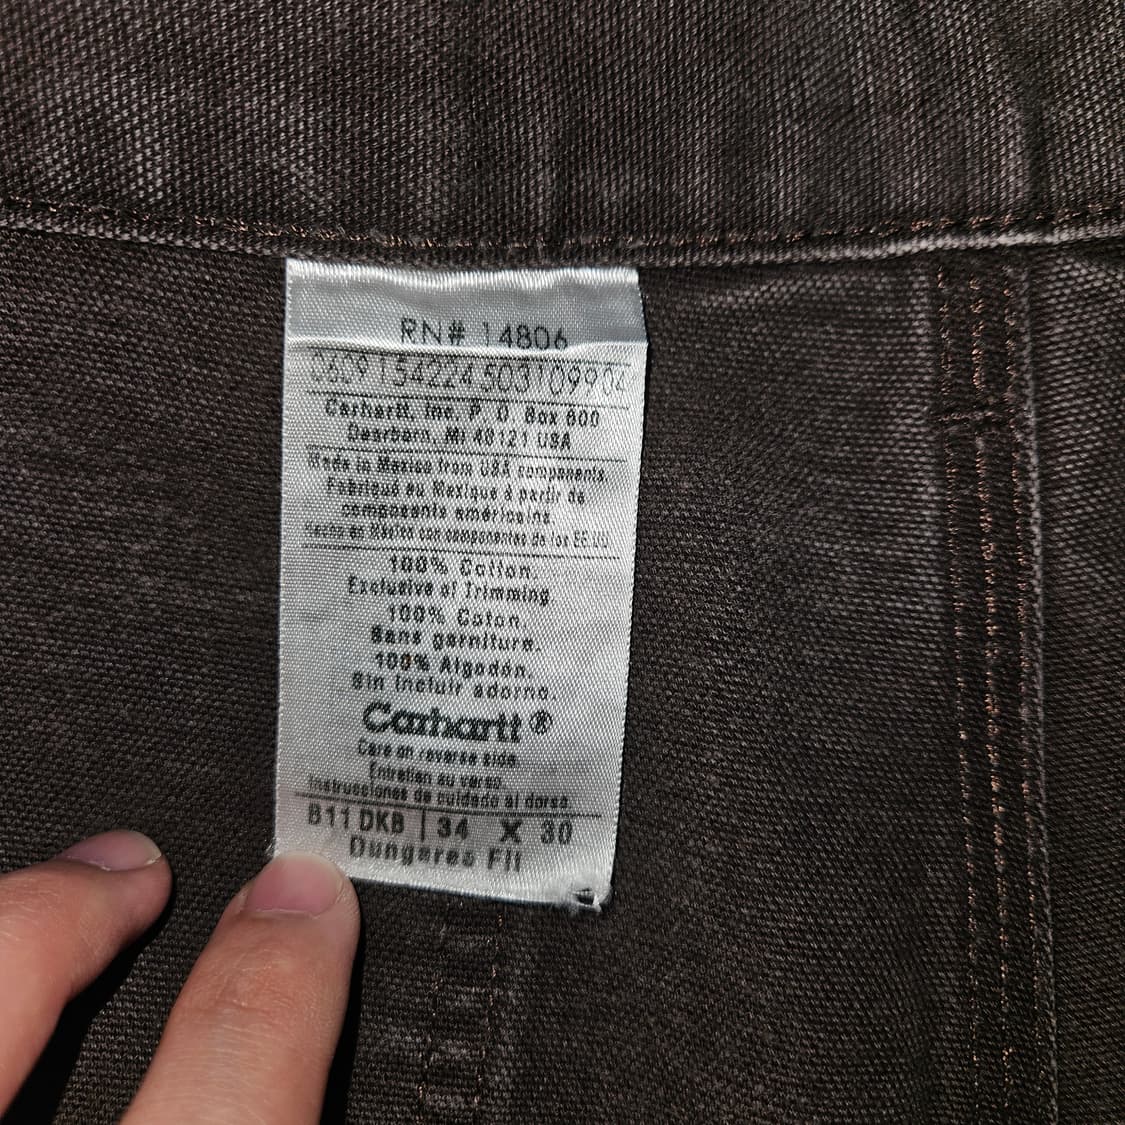 RN# 14806
Carhartt, Inc. P. O. Box 600
Dearborn, MI 48121 USA
Made in Mexico from USA components.
Fabriqué au Mexique à partir de
composants américains.
Hecho en México con componentes de los EE.UU.
100% Cotton.
Exclusive of Trimming.
100% Coton.
Sans garniture.
100% Algodón.
Sin incluir adorno.
Carhartt®
Care on reverse side.
Entretien au verso.
Instrucciones de cuidado al dorso.
B11 DKB | 34 X 30
Dungaree Fit